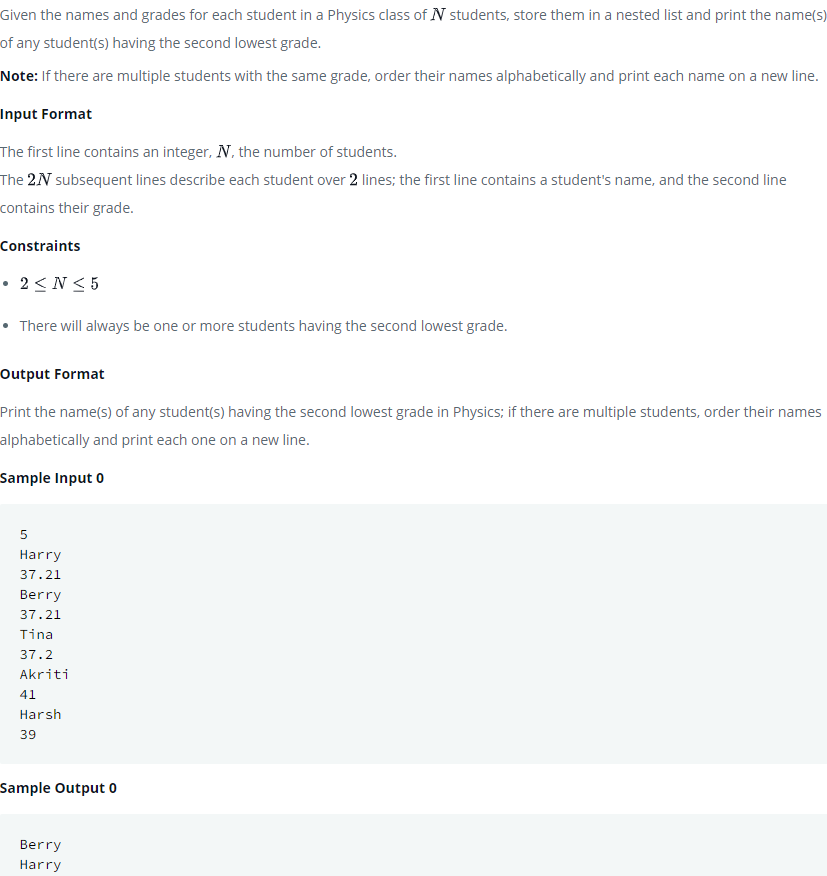 Given the names and grades for each student in a Physics class of N students, store them in a nested list and print the name(s)
of any student(s) having the second lowest grade.
Note: If there are multiple students with the same grade, order their names alphabetically and print each name on a new line.
Input Format
The first line contains an integer, N, the number of students.
The 2N subsequent lines describe each student over 2 lines; the first line contains a student's name, and the second line
contains their grade.
Constraints
• 2 ≤ N ≤ 5
• There will always be one or more students having the second lowest grade.
Output Format
Print the name(s) of any student(s) having the second lowest grade in Physics; if there are multiple students, order their names
alphabetically and print each one on a new line.
Sample Input 0
5
Harry
37.21
Berry
37.21
Tina
37.2
Akriti
41
Harsh
39
Sample Output 0
Berry
Harry